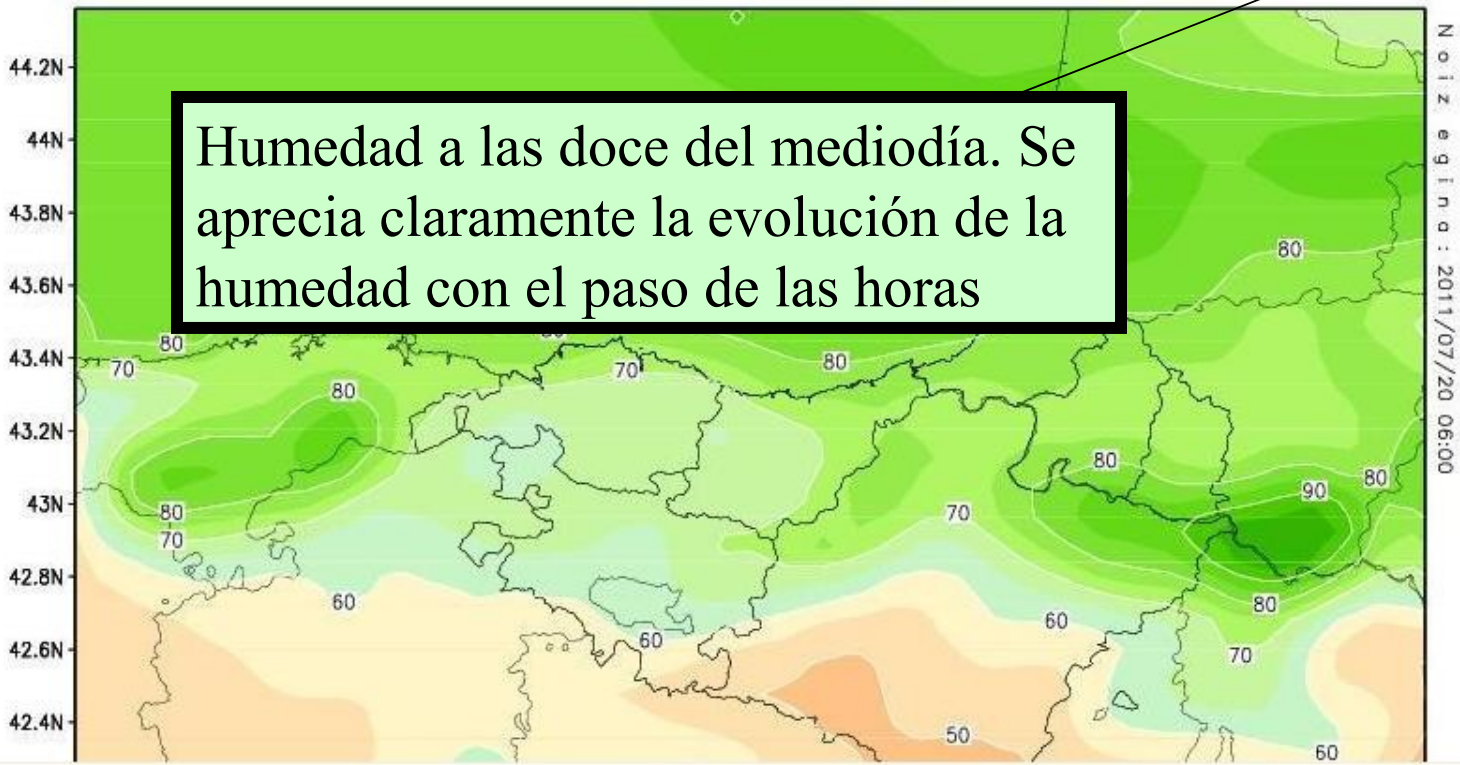 44.2N
44N
43.8N
43.6N
43.4N
43.2N
43N
42.8N
42.6N
42.4N
Humedad a las doce del mediodía. Se
aprecia claramente la evolución de la
humedad con el paso de las horas
80
80
70
70
80
80
80
80
90
80
70
70
80
60
60
60
70
50
60
Noiz egina: 2011/07/20 06:00